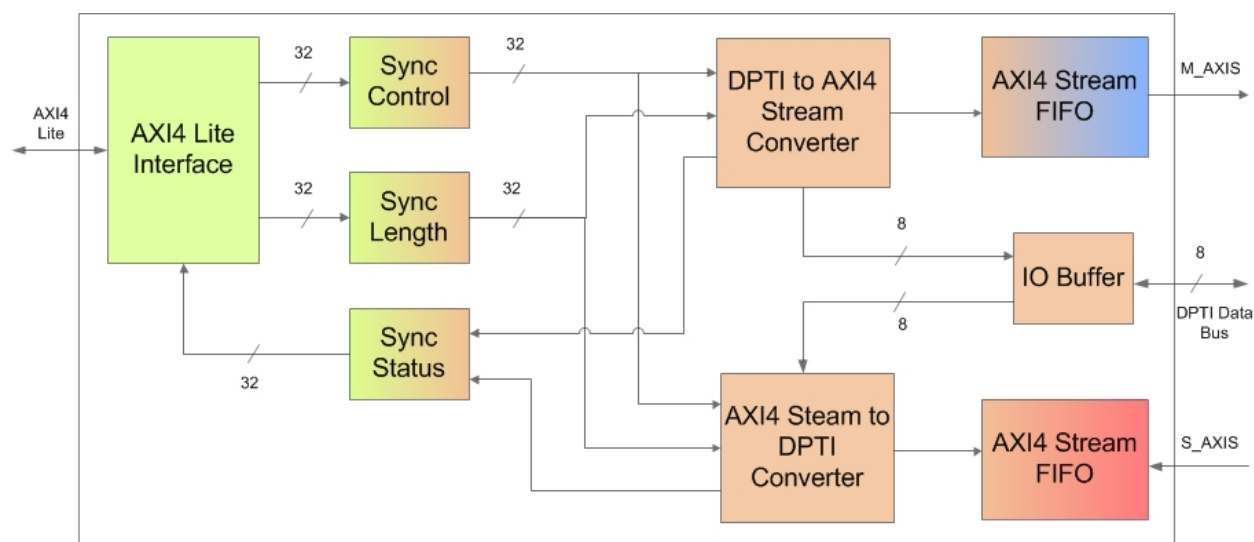 32
32
Sync
Control
DPTI to AXI4
Stream
Converter
AXI4 Stream
FIFO
M_AXIS
AXI4
Lite
AXI4 Lite
Interface
32
32
Sync
Length
8
IO Buffer
8
DPTI Data
Bus
8
Sync
Status
32
AXI4 Steam to
DPTI
Converter
AXI4 Stream
FIFO
S_AXIS